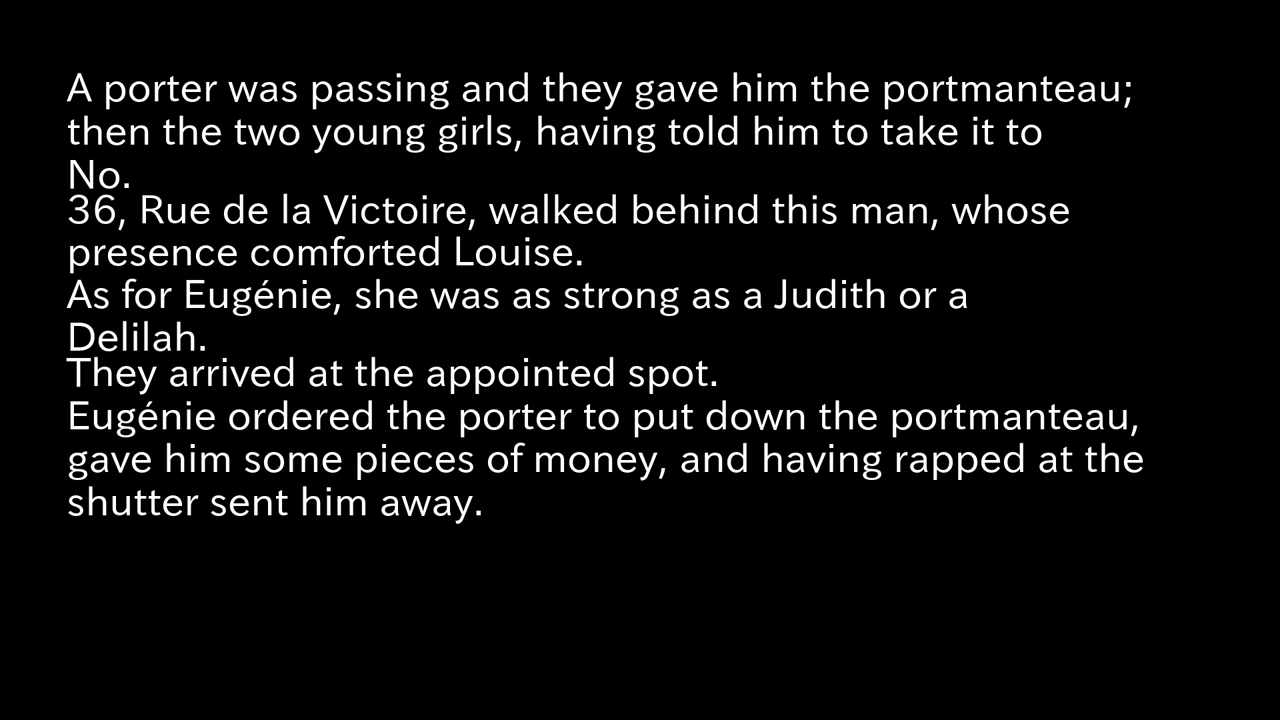 A porter was passing and they gave him the portmanteau;
then the two young girls, having told him to take it to
No.
36, Rue de la Victoire, walked behind this man, whose
presence comforted Louise.
As for Eugénie, she was as strong as a Judith or a
Delilah.
They arrived at the appointed spot.
Eugénie ordered the porter to put down the portmanteau,
gave him some pieces of money, and having rapped at the
shutter sent him away.